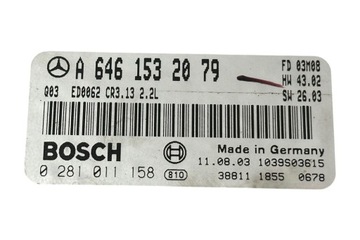 A 646 153 20 79
FD 03M08
HW 43.02
Q03 ED0062 CR3.13 2.2L
SW 26.03
BOSCH
Made in Germany
11.08.03 1039S03615
0 281 011 158
810
38811 1855 0678